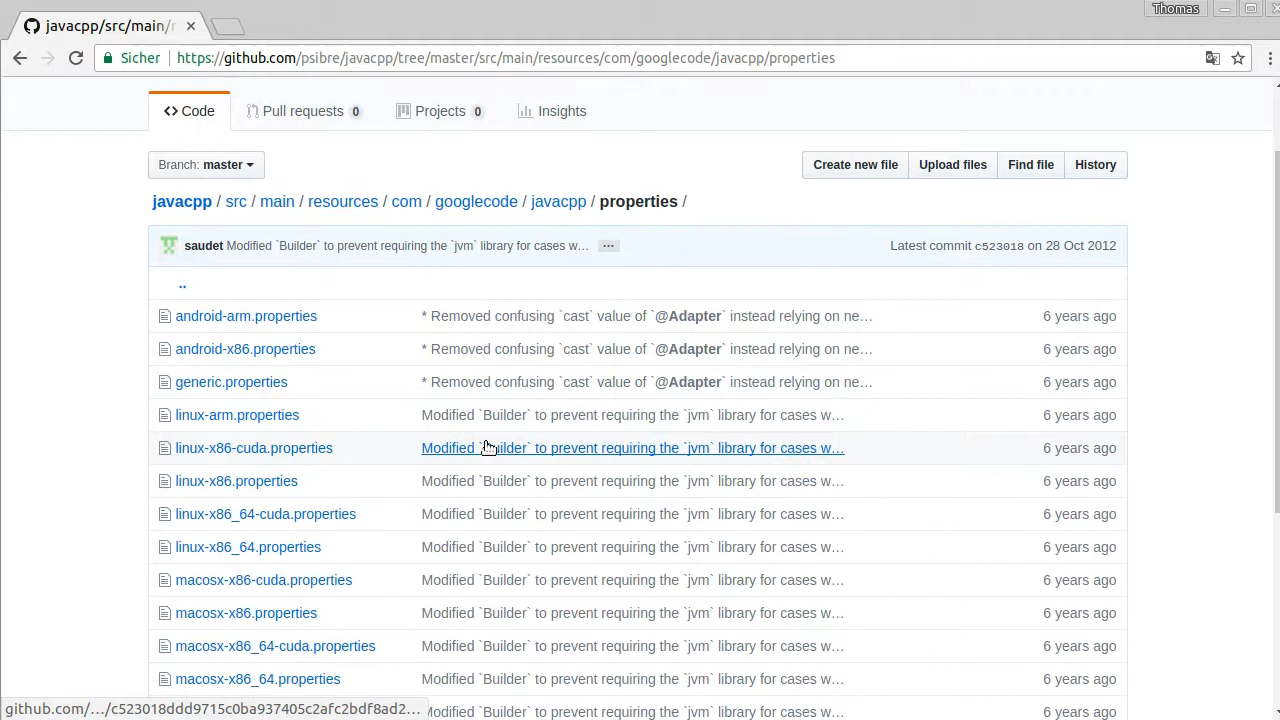 Thomas
javacpp/src/main/r
Sicher https://github.com/psibre/javacpp/tree/master/src/main/resources/com/googlecode/javacpp/properties
Code Pull requests 0 Projects 0 Insights
Branch: master Create new file Upload files Find file History
javacpp / src / main / resources / com / googlecode / javacpp / properties /
saudet Modified `Builder` to prevent requiring the `jvm` library for cases w… ··· Latest commit c523018 on 28 Oct 2012
..
android-arm.properties * Removed confusing `cast` value of `@Adapter` instead relying on ne… 6 years ago
android-x86.properties * Removed confusing `cast` value of `@Adapter` instead relying on ne… 6 years ago
generic.properties * Removed confusing `cast` value of `@Adapter` instead relying on ne… 6 years ago
linux-arm.properties Modified `Builder` to prevent requiring the `jvm` library for cases w… 6 years ago
linux-x86-cuda.properties Modified `Builder` to prevent requiring the `jvm` library for cases w… 6 years ago
linux-x86.properties Modified `Builder` to prevent requiring the `jvm` library for cases w… 6 years ago
linux-x86_64-cuda.properties Modified `Builder` to prevent requiring the `jvm` library for cases w… 6 years ago
linux-x86_64.properties Modified `Builder` to prevent requiring the `jvm` library for cases w… 6 years ago
macosx-x86-cuda.properties Modified `Builder` to prevent requiring the `jvm` library for cases w… 6 years ago
macosx-x86.properties Modified `Builder` to prevent requiring the `jvm` library for cases w… 6 years ago
macosx-x86_64-cuda.properties Modified `Builder` to prevent requiring the `jvm` library for cases w… 6 years ago
macosx-x86_64.properties Modified `Builder` to prevent requiring the `jvm` library for cases w… 6 years ago
github.com/…/c523018ddd9715c0ba937405c2afc2bdf8ad2… Modified `Builder` to prevent requiring the `jvm` library for cases w… 6 years ago